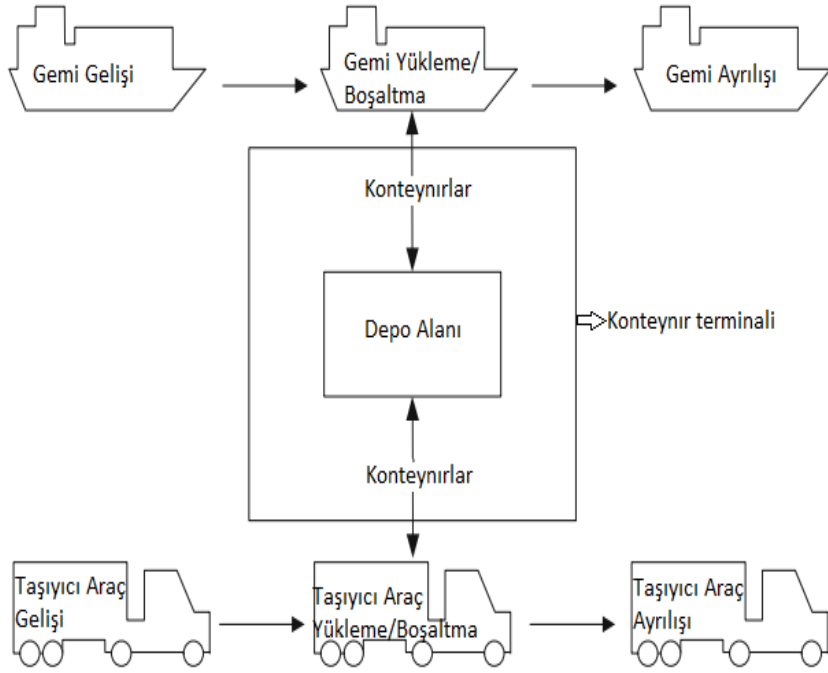 Gemi Gelişi
Gemi Yükleme/
Boşaltma
Gemi Ayrılışı
Konteynırlar
Depo Alanı
Konteynır terminali
Konteynırlar
Taşıyıcı Araç
Gelişi
Taşıyıcı Araç
Yükleme/Boşaltma
Taşıyıcı Araç
Ayrılışı